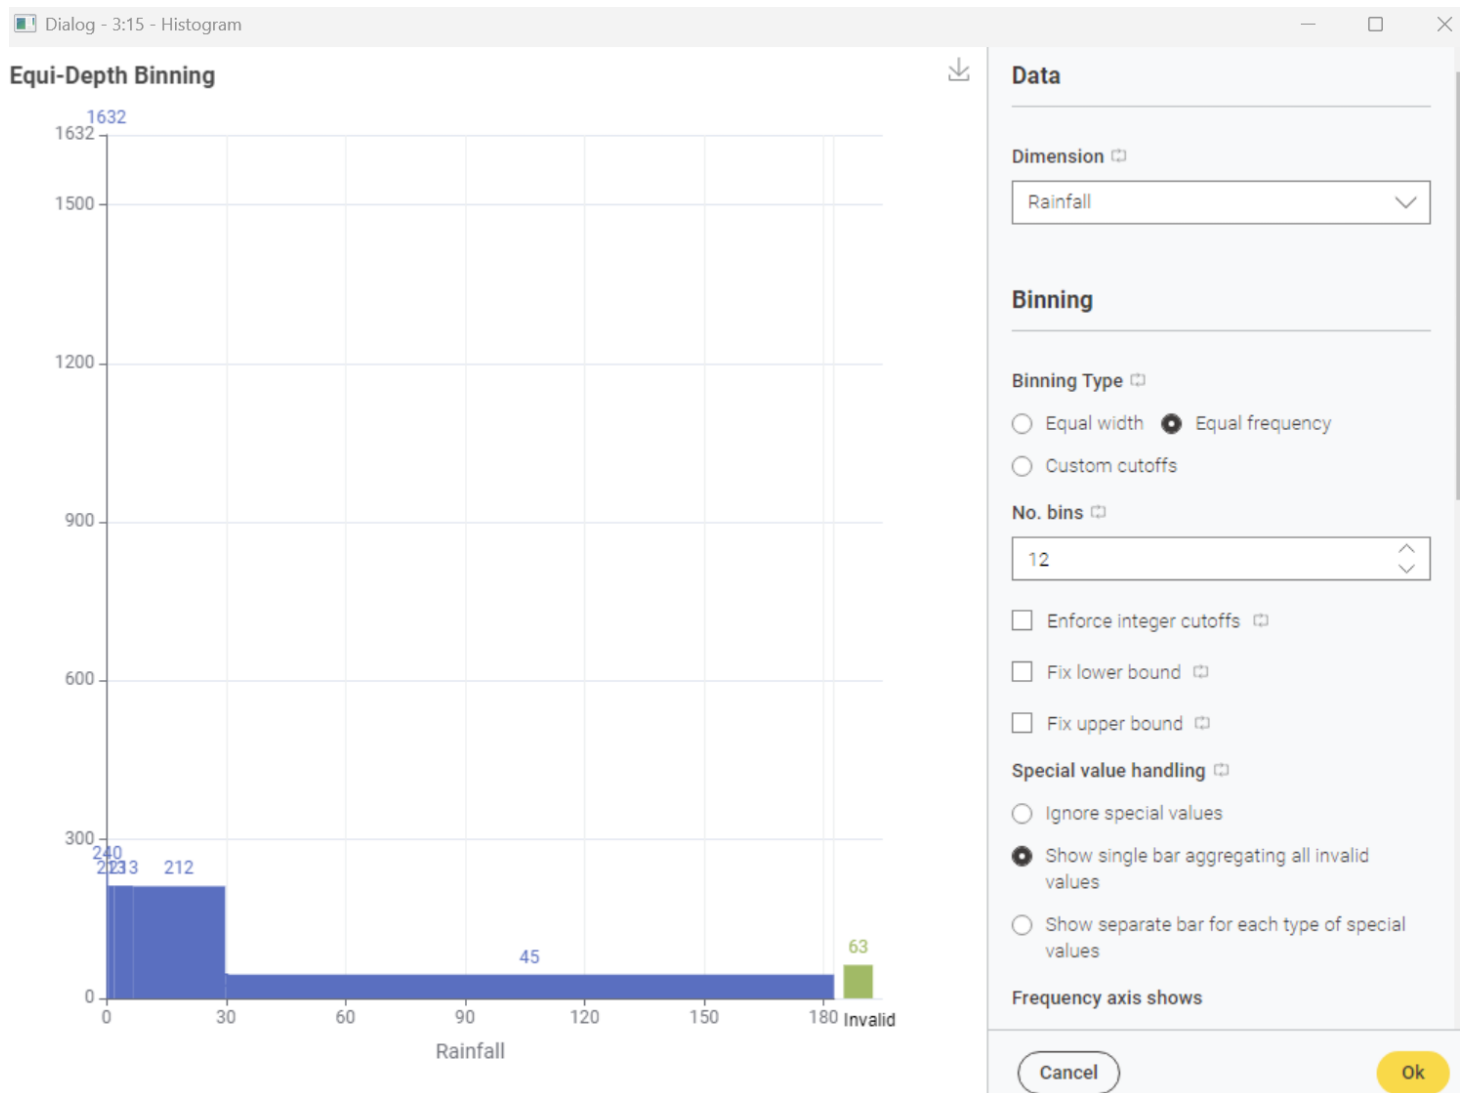 Dialog - 3:15 - Histogram
Equi-Depth Binning
1632
1632
1500
1200
900
600
300
240
213
213
212
45
63
0
0 30 60 90 120 150 180 Invalid
Rainfall
Data
Dimension
Rainfall
Binning
Binning Type
Equal width Equal frequency
Custom cutoffs
No. bins
12
Enforce integer cutoffs
Fix lower bound
Fix upper bound
Special value handling
Ignore special values
Show single bar aggregating all invalid
values
Show separate bar for each type of special
values
Frequency axis shows
Cancel Ok